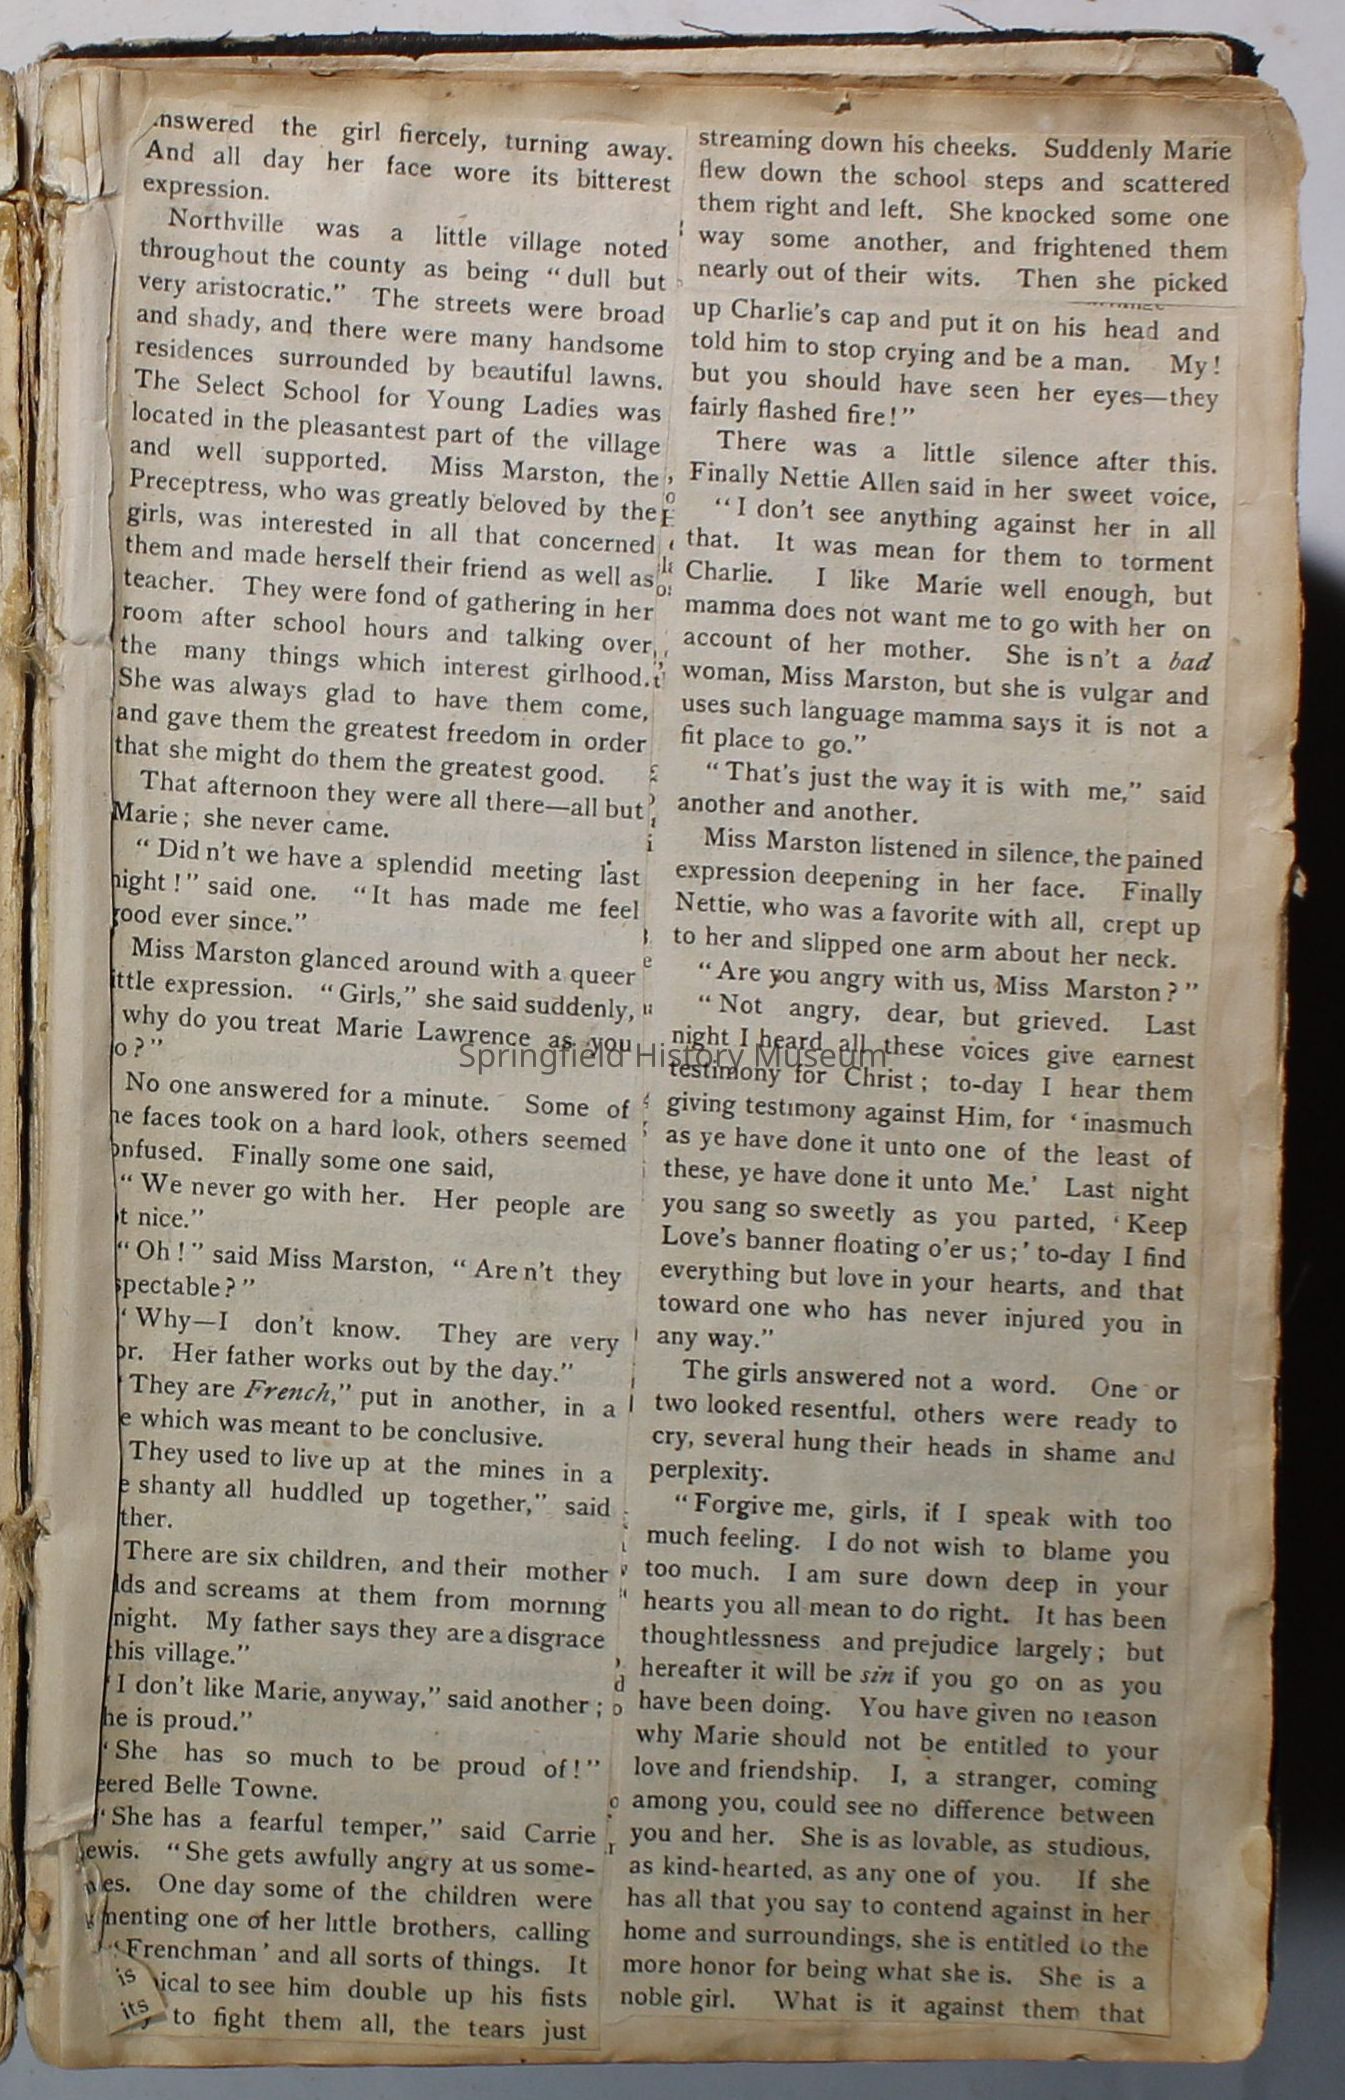 nswered the girl fiercely, turning away.
And all day her face wore its bitterest
expression.
Northville was a little village noted
throughout the county as being "dull but
very aristocratic." The streets were broad
and shady, and there were many handsome
residences surrounded by beautiful lawns.
The Select School for Young Ladies was
located in the pleasantest part of the village
and well supported. Miss Marston, the
Preceptress, who was greatly beloved by the
girls, was interested in all that concerned
them and made herself their friend as well as
teacher. They were fond of gathering in her
room after school hours and talking over
the many things which interest girlhood.
She was always glad to have them come,
and gave them the greatest freedom in order
that she might do them the greatest good.
That afternoon they were all there—all but
Marie; she never came.
"Didn't we have a splendid meeting last
night!" said one. "It has made me feel
good ever since."
Miss Marston glanced around with a queer
ittle expression. "Girls," she said suddenly,
why do you treat Marie Lawrence as you
o?"
No one answered for a minute. Some of
he faces took on a hard look, others seemed
onfused. Finally some one said,
"We never go with her. Her people are
t nice."
"Oh!" said Miss Marston, "Aren't they
spectable?"
'Why—I don't know. They are very
or. Her father works out by the day."
'They are French," put in another, in a
e which was meant to be conclusive.
They used to live up at the mines in a
e shanty all huddled up together," said
ther.
There are six children, and their mother
lds and screams at them from morning
night. My father says they are a disgrace
this village."
'I don't like Marie, anyway," said another;
he is proud."
'She has so much to be proud of!"
eered Belle Towne.
'She has a fearful temper," said Carrie
ewis. "She gets awfully angry at us some-
es. One day some of the children were
menting one of her little brothers, calling
'Frenchman' and all sorts of things. It
is ical to see him double up his fists
its to fight them all, the tears just
streaming down his cheeks. Suddenly Marie
flew down the school steps and scattered
them right and left. She knocked some one
way some another, and frightened them
nearly out of their wits. Then she picked
up Charlie's cap and put it on his head and
told him to stop crying and be a man. My!
but you should have seen her eyes—they
fairly flashed fire!"
There was a little silence after this.
Finally Nettie Allen said in her sweet voice,
"I don't see anything against her in all
that. It was mean for them to torment
Charlie. I like Marie well enough, but
mamma does not want me to go with her on
account of her mother. She isn't a bad
woman, Miss Marston, but she is vulgar and
uses such language mamma says it is not a
fit place to go."
"That's just the way it is with me," said
another and another.
Miss Marston listened in silence, the pained
expression deepening in her face. Finally
Nettie, who was a favorite with all, crept up
to her and slipped one arm about her neck.
"Are you angry with us, Miss Marston?"
"Not angry, dear, but grieved. Last
night I heard all these voices give earnest
testimony for Christ; to-day I hear them
giving testimony against Him, for 'inasmuch
as ye have done it unto one of the least of
these, ye have done it unto Me.' Last night
you sang so sweetly as you parted, 'Keep
Love's banner floating o'er us;' to-day I find
everything but love in your hearts, and that
toward one who has never injured you in
any way."
The girls answered not a word. One or
two looked resentful, others were ready to
cry, several hung their heads in shame and
perplexity.
"Forgive me, girls, if I speak with too
much feeling. I do not wish to blame you
too much. I am sure down deep in your
hearts you all mean to do right. It has been
thoughtlessness and prejudice largely; but
hereafter it will be sin if you go on as you
have been doing. You have given no reason
why Marie should not be entitled to your
love and friendship. I, a stranger, coming
among you, could see no difference between
you and her. She is as lovable, as studious,
as kind-hearted, as any one of you. If she
has all that you say to contend against in her
home and surroundings, she is entitled to the
more honor for being what she is. She is a
noble girl. What is it against them that
Springfield History Museum